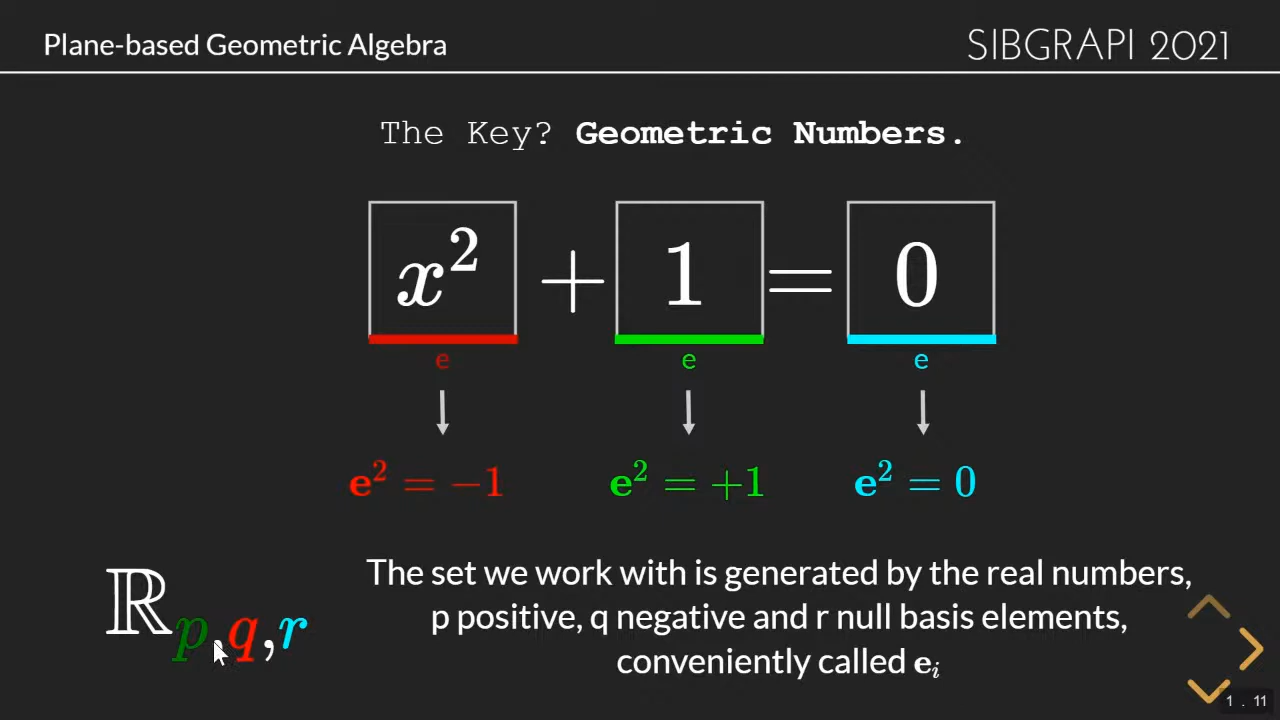 Plane-based Geometric Algebra
SIBGRAPI 2021
The Key? Geometric Numbers.
x² + 1 = 0
e e e
e² = −1 e² = +1 e² = 0
The set we work with is generated by the real numbers,
p positive, q negative and r null basis elements,
conveniently called eᵢ
ℝp,q,r
1 . 11